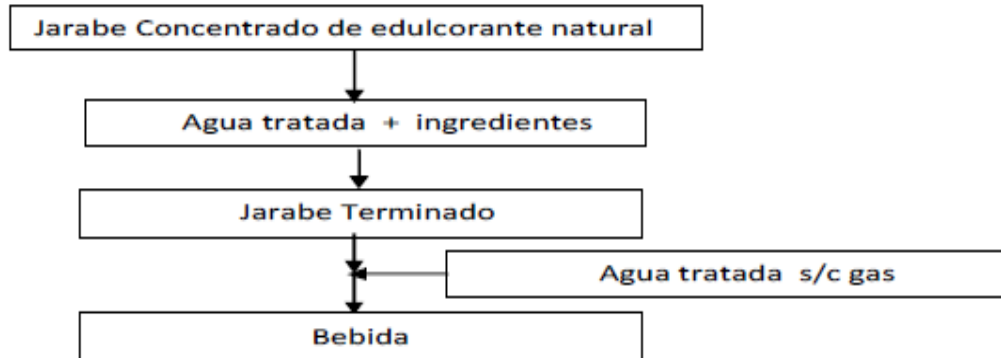 Jarabe Concentrado de edulcorante natural
Agua tratada + ingredientes
Jarabe Terminado
Agua tratada s/c gas
Bebida